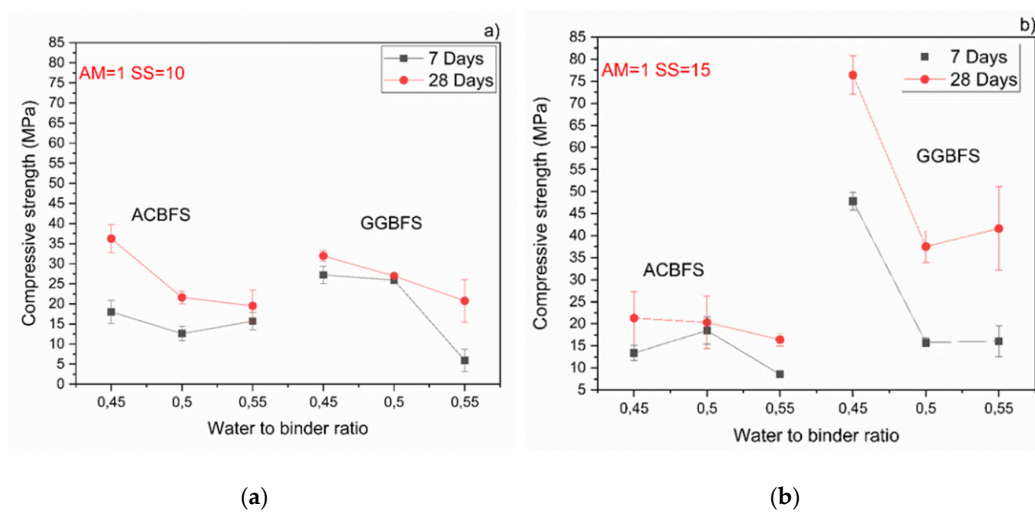 a)
85
80
75
70
65
60
55
50
45
40
35
30
25
20
15
10
5
0
Compressive strength (MPa)
AM=1 SS=10
7 Days
28 Days
ACBFS
GGBFS
0,45 0,5 0,55 0,45 0,5 0,55
Water to binder ratio
b)
85
80
75
70
65
60
55
50
45
40
35
30
25
20
15
10
5
Compressive strength (MPa)
AM=1 SS=15
7 Days
28 Days
GGBFS
ACBFS
0,45 0,5 0,55 0,45 0,5 0,55
Water to binder ratio
(a) (b)